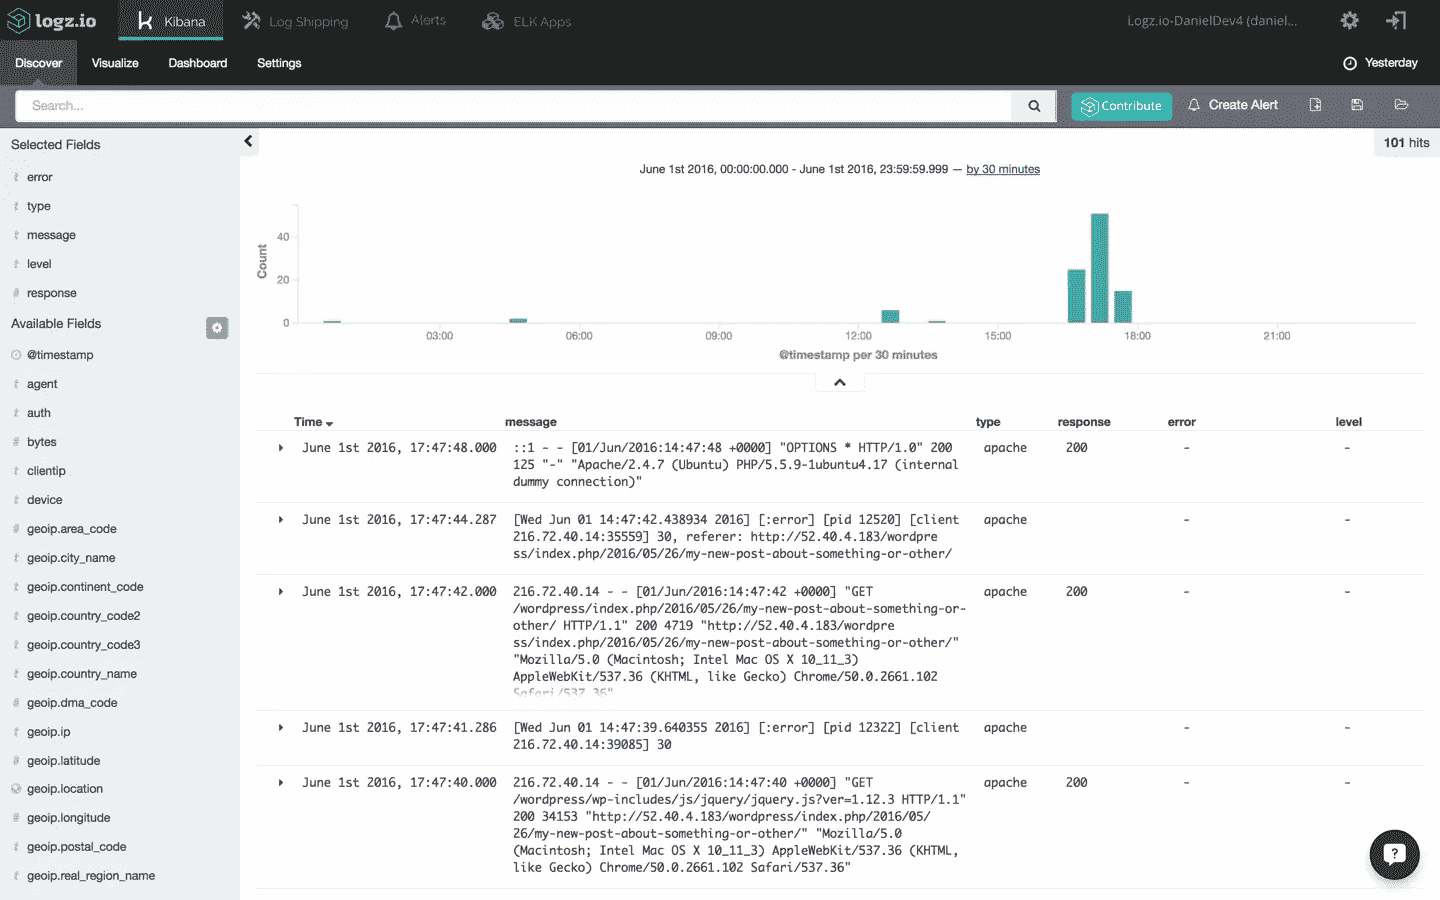 logz.io
Kibana
Log Shipping
Alerts
ELK Apps
Logz.io-DanielDev4 (daniel...
Discover
Visualize
Dashboard
Settings
Yesterday
Search...
Contribute
Create Alert
Selected Fields
t error
t type
t message
t level
# response
Available Fields
@timestamp
t agent
t auth
# bytes
t clientip
t device
# geoip.area_code
t geoip.city_name
t geoip.continent_code
t geoip.country_code2
t geoip.country_code3
t geoip.country_name
# geoip.dma_code
t geoip.ip
# geoip.latitude
geoip.location
# geoip.longitude
t geoip.postal_code
t geoip.real_region_name
101 hits
June 1st 2016, 00:00:00.000 - June 1st 2016, 23:59:59.999 — by 30 minutes
Count
40
20
0
03:00
06:00
09:00
12:00
15:00
18:00
21:00
@timestamp per 30 minutes
Time message type response error level
June 1st 2016, 17:47:48.000 ::1 - - [01/Jun/2016:14:47:48 +0000] "OPTIONS * HTTP/1.0" 200 apache 200 - -
125 "-" "Apache/2.4.7 (Ubuntu) PHP/5.5.9-1ubuntu4.17 (internal
dummy connection)"
June 1st 2016, 17:47:44.287 [Wed Jun 01 14:47:42.438934 2016] [:error] [pid 12520] [client apache - -
216.72.40.14:35559] 30, referer: http://52.40.4.183/wordpre
ss/index.php/2016/05/26/my-new-post-about-something-or-other/
June 1st 2016, 17:47:42.000 216.72.40.14 - - [01/Jun/2016:14:47:42 +0000] "GET apache 200 - -
/wordpress/index.php/2016/05/26/my-new-post-about-something-or-
other/ HTTP/1.1" 200 4719 "http://52.40.4.183/wordpre
ss/index.php/2016/05/26/my-new-post-about-something-or-other/"
"Mozilla/5.0 (Macintosh; Intel Mac OS X 10_11_3)
AppleWebKit/537.36 (KHTML, like Gecko) Chrome/50.0.2661.102
Safari/537.36"
June 1st 2016, 17:47:41.286 [Wed Jun 01 14:47:39.640355 2016] [:error] [pid 12322] [client apache - -
216.72.40.14:39085] 30
June 1st 2016, 17:47:40.000 216.72.40.14 - - [01/Jun/2016:14:47:40 +0000] "GET apache 200 - -
/wordpress/wp-includes/js/jquery/jquery.js?ver=1.12.3 HTTP/1.1"
200 34153 "http://52.40.4.183/wordpress/index.php/2016/05/
26/my-new-post-about-something-or-other/" "Mozilla/5.0
(Macintosh; Intel Mac OS X 10_11_3) AppleWebKit/537.36 (KHTML,
like Gecko) Chrome/50.0.2661.102 Safari/537.36"